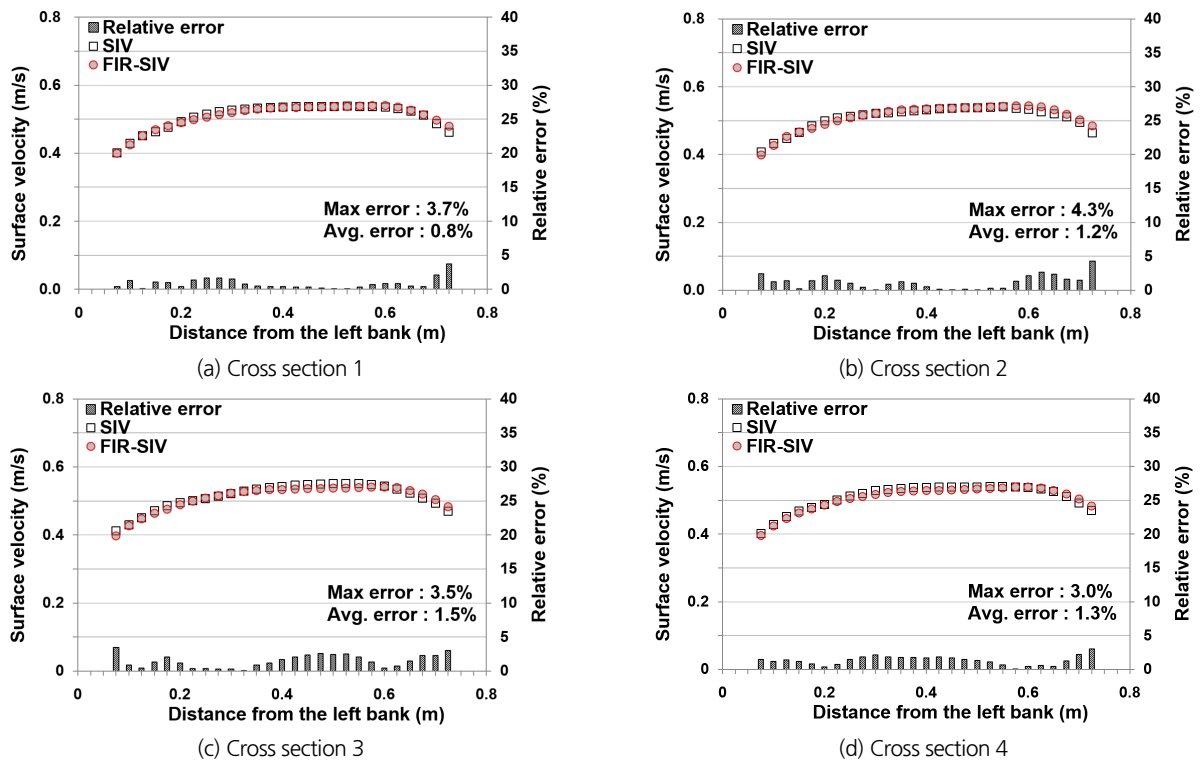 Relative error
SIV
FIR-SIV
Surface velocity (m/s)
0.8
0.6
0.4
0.2
0.0
Relative error (%)
40
35
30
25
20
15
10
5
0
Max error : 3.7%
Avg. error : 0.8%
0 0.2 0.4 0.6 0.8
Distance from the left bank (m)
(a) Cross section 1
Relative error
SIV
FIR-SIV
Surface velocity (m/s)
0.8
0.6
0.4
0.2
0.0
Relative error (%)
40
35
30
25
20
15
10
5
0
Max error : 4.3%
Avg. error : 1.2%
0 0.2 0.4 0.6 0.8
Distance from the left bank (m)
(b) Cross section 2
Relative error
SIV
FIR-SIV
Surface velocity (m/s)
0.8
0.6
0.4
0.2
0
Relative error (%)
40
35
30
25
20
15
10
5
0
Max error : 3.5%
Avg. error : 1.5%
0 0.2 0.4 0.6 0.8
Distance from the left bank (m)
(c) Cross section 3
Relative error
SIV
FIR-SIV
Surface velocity (m/s)
0.8
0.6
0.4
0.2
0
Relative error (%)
40
35
30
25
20
15
10
5
0
Max error : 3.0%
Avg. error : 1.3%
0 0.2 0.4 0.6 0.8
Distance from the left bank (m)
(d) Cross section 4